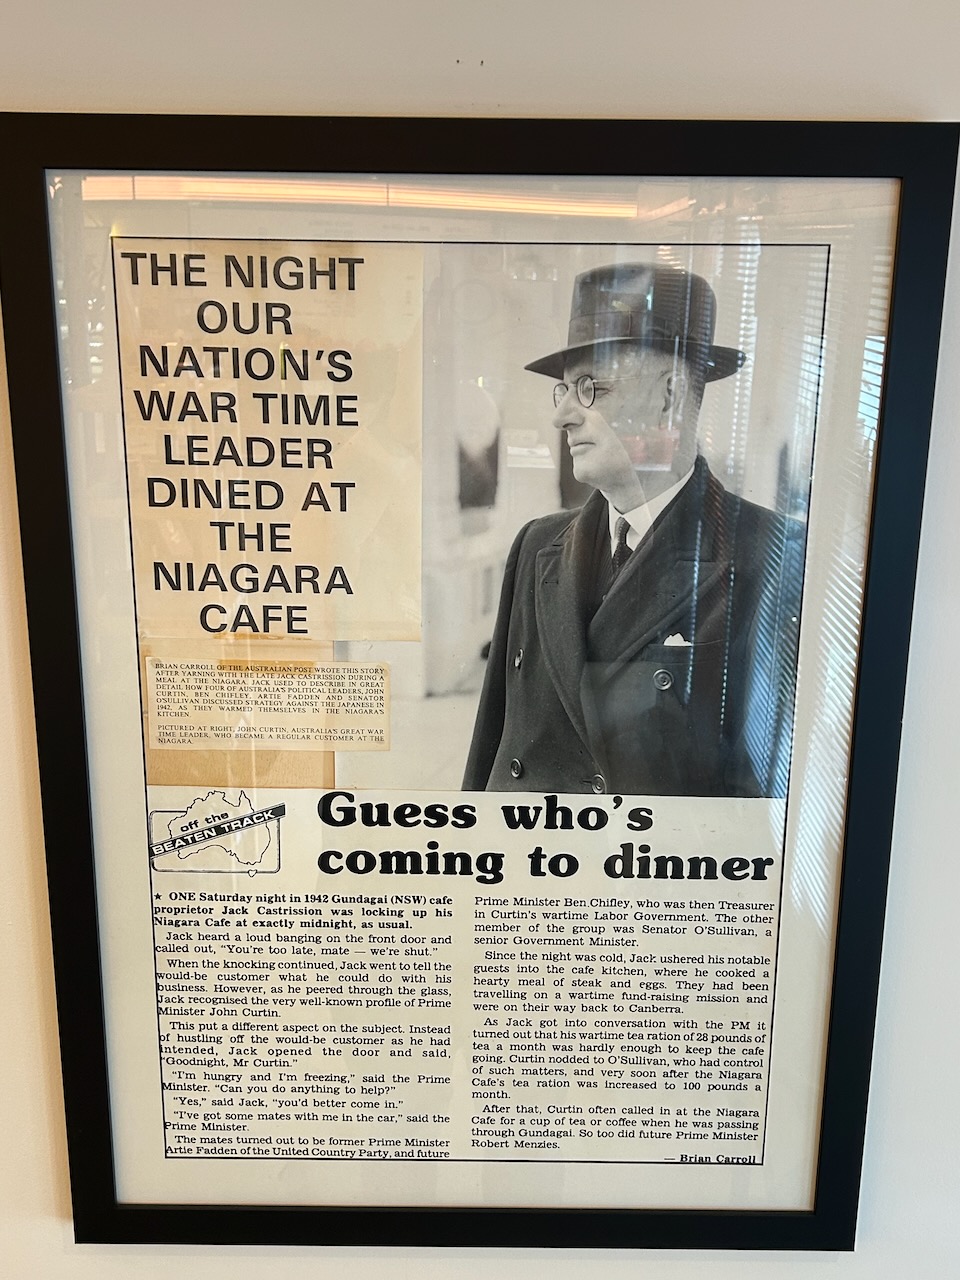 THE NIGHT
OUR
NATION'S
WAR TIME
LEADER
DINED AT
THE
NIAGARA
CAFE
BRIAN CARROLL OF THE AUSTRALIAN POST WROTE THIS STORY
AFTER YARNING WITH THE LATE JACK CASTRISSION DURING A
MEAL AT THE NIAGARA. JACK USED TO DESCRIBE IN GREAT
DETAIL HOW FOUR OF AUSTRALIA'S POLITICAL LEADERS, JOHN
CURTIN, BEN CHIFLEY, ARTIE FADDEN AND SENATOR
O'SULLIVAN DISCUSSED STRATEGY AGAINST THE JAPANESE IN
1942, AS THEY WARMED THEMSELVES IN THE NIAGARA'S
KITCHEN.
PICTURED AT RIGHT, JOHN CURTIN, AUSTRALIA'S GREAT WAR
TIME LEADER, WHO BECAME A REGULAR CUSTOMER AT THE
NIAGARA.
off the
BEATEN TRACK
Guess who's
coming to dinner
★ ONE Saturday night in 1942 Gundagai (NSW) cafe
proprietor Jack Castrission was locking up his
Niagara Cafe at exactly midnight, as usual.
Jack heard a loud banging on the front door and
called out, "You're too late, mate — we're shut."
When the knocking continued, Jack went to tell the
would-be customer what he could do with his
business. However, as he peered through the glass,
Jack recognised the very well-known profile of Prime
Minister John Curtin.
This put a different aspect on the subject. Instead
of hustling off the would-be customer as he had
intended, Jack opened the door and said,
"Goodnight, Mr Curtin."
"I'm hungry and I'm freezing," said the Prime
Minister. "Can you do anything to help?"
"Yes," said Jack, "you'd better come in."
"I've got some mates with me in the car," said the
Prime Minister.
The mates turned out to be former Prime Minister
Artie Fadden of the United Country Party, and future
Prime Minister Ben Chifley, who was then Treasurer
in Curtin's wartime Labor Government. The other
member of the group was Senator O'Sullivan, a
senior Government Minister.
Since the night was cold, Jack ushered his notable
guests into the cafe kitchen, where he cooked a
hearty meal of steak and eggs. They had been
travelling on a wartime fund-raising mission and
were on their way back to Canberra.
As Jack got into conversation with the PM it
turned out that his wartime tea ration of 28 pounds of
tea a month was hardly enough to keep the cafe
going. Curtin nodded to O'Sullivan, who had control
of such matters, and very soon after the Niagara
Cafe's tea ration was increased to 100 pounds a
month.
After that, Curtin often called in at the Niagara
Cafe for a cup of tea or coffee when he was passing
through Gundagai. So too did future Prime Minister
Robert Menzies.
— Brian Carroll